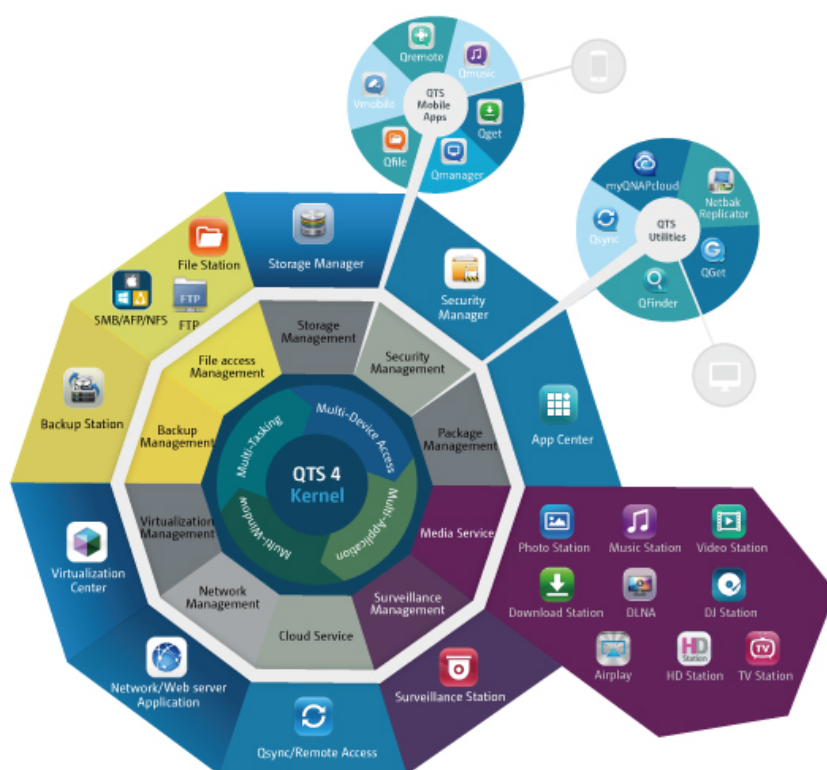 Qremote
Qmusic
Vmobile
QTS
Mobile
Apps
Qget
Qfile
Qmanager
myQNAPcloud
Netbak
Replicator
Qsync
QTS
Utilities
QGet
QFinder
File Station
Storage Manager
Security
Manager
SMB/AFP/NFS
FTP
FTP
Storage
Management
File access
Management
Security
Management
Backup Station
Backup
Management
Package
Management
App Center
Multi-Tasking
Multi-Device Access
QTS 4
Kernel
Multi-Window
Multi-Application
Virtualization
Management
Media Service
Photo Station
Music Station
Video Station
Virtualization
Center
Network
Management
Surveillance
Management
Cloud Service
Download Station
DLNA
DJ Station
HD
Station
TV
Airplay
HD Station
TV Station
Network/Web server
Application
Surveillance Station
Qsync/Remote Access